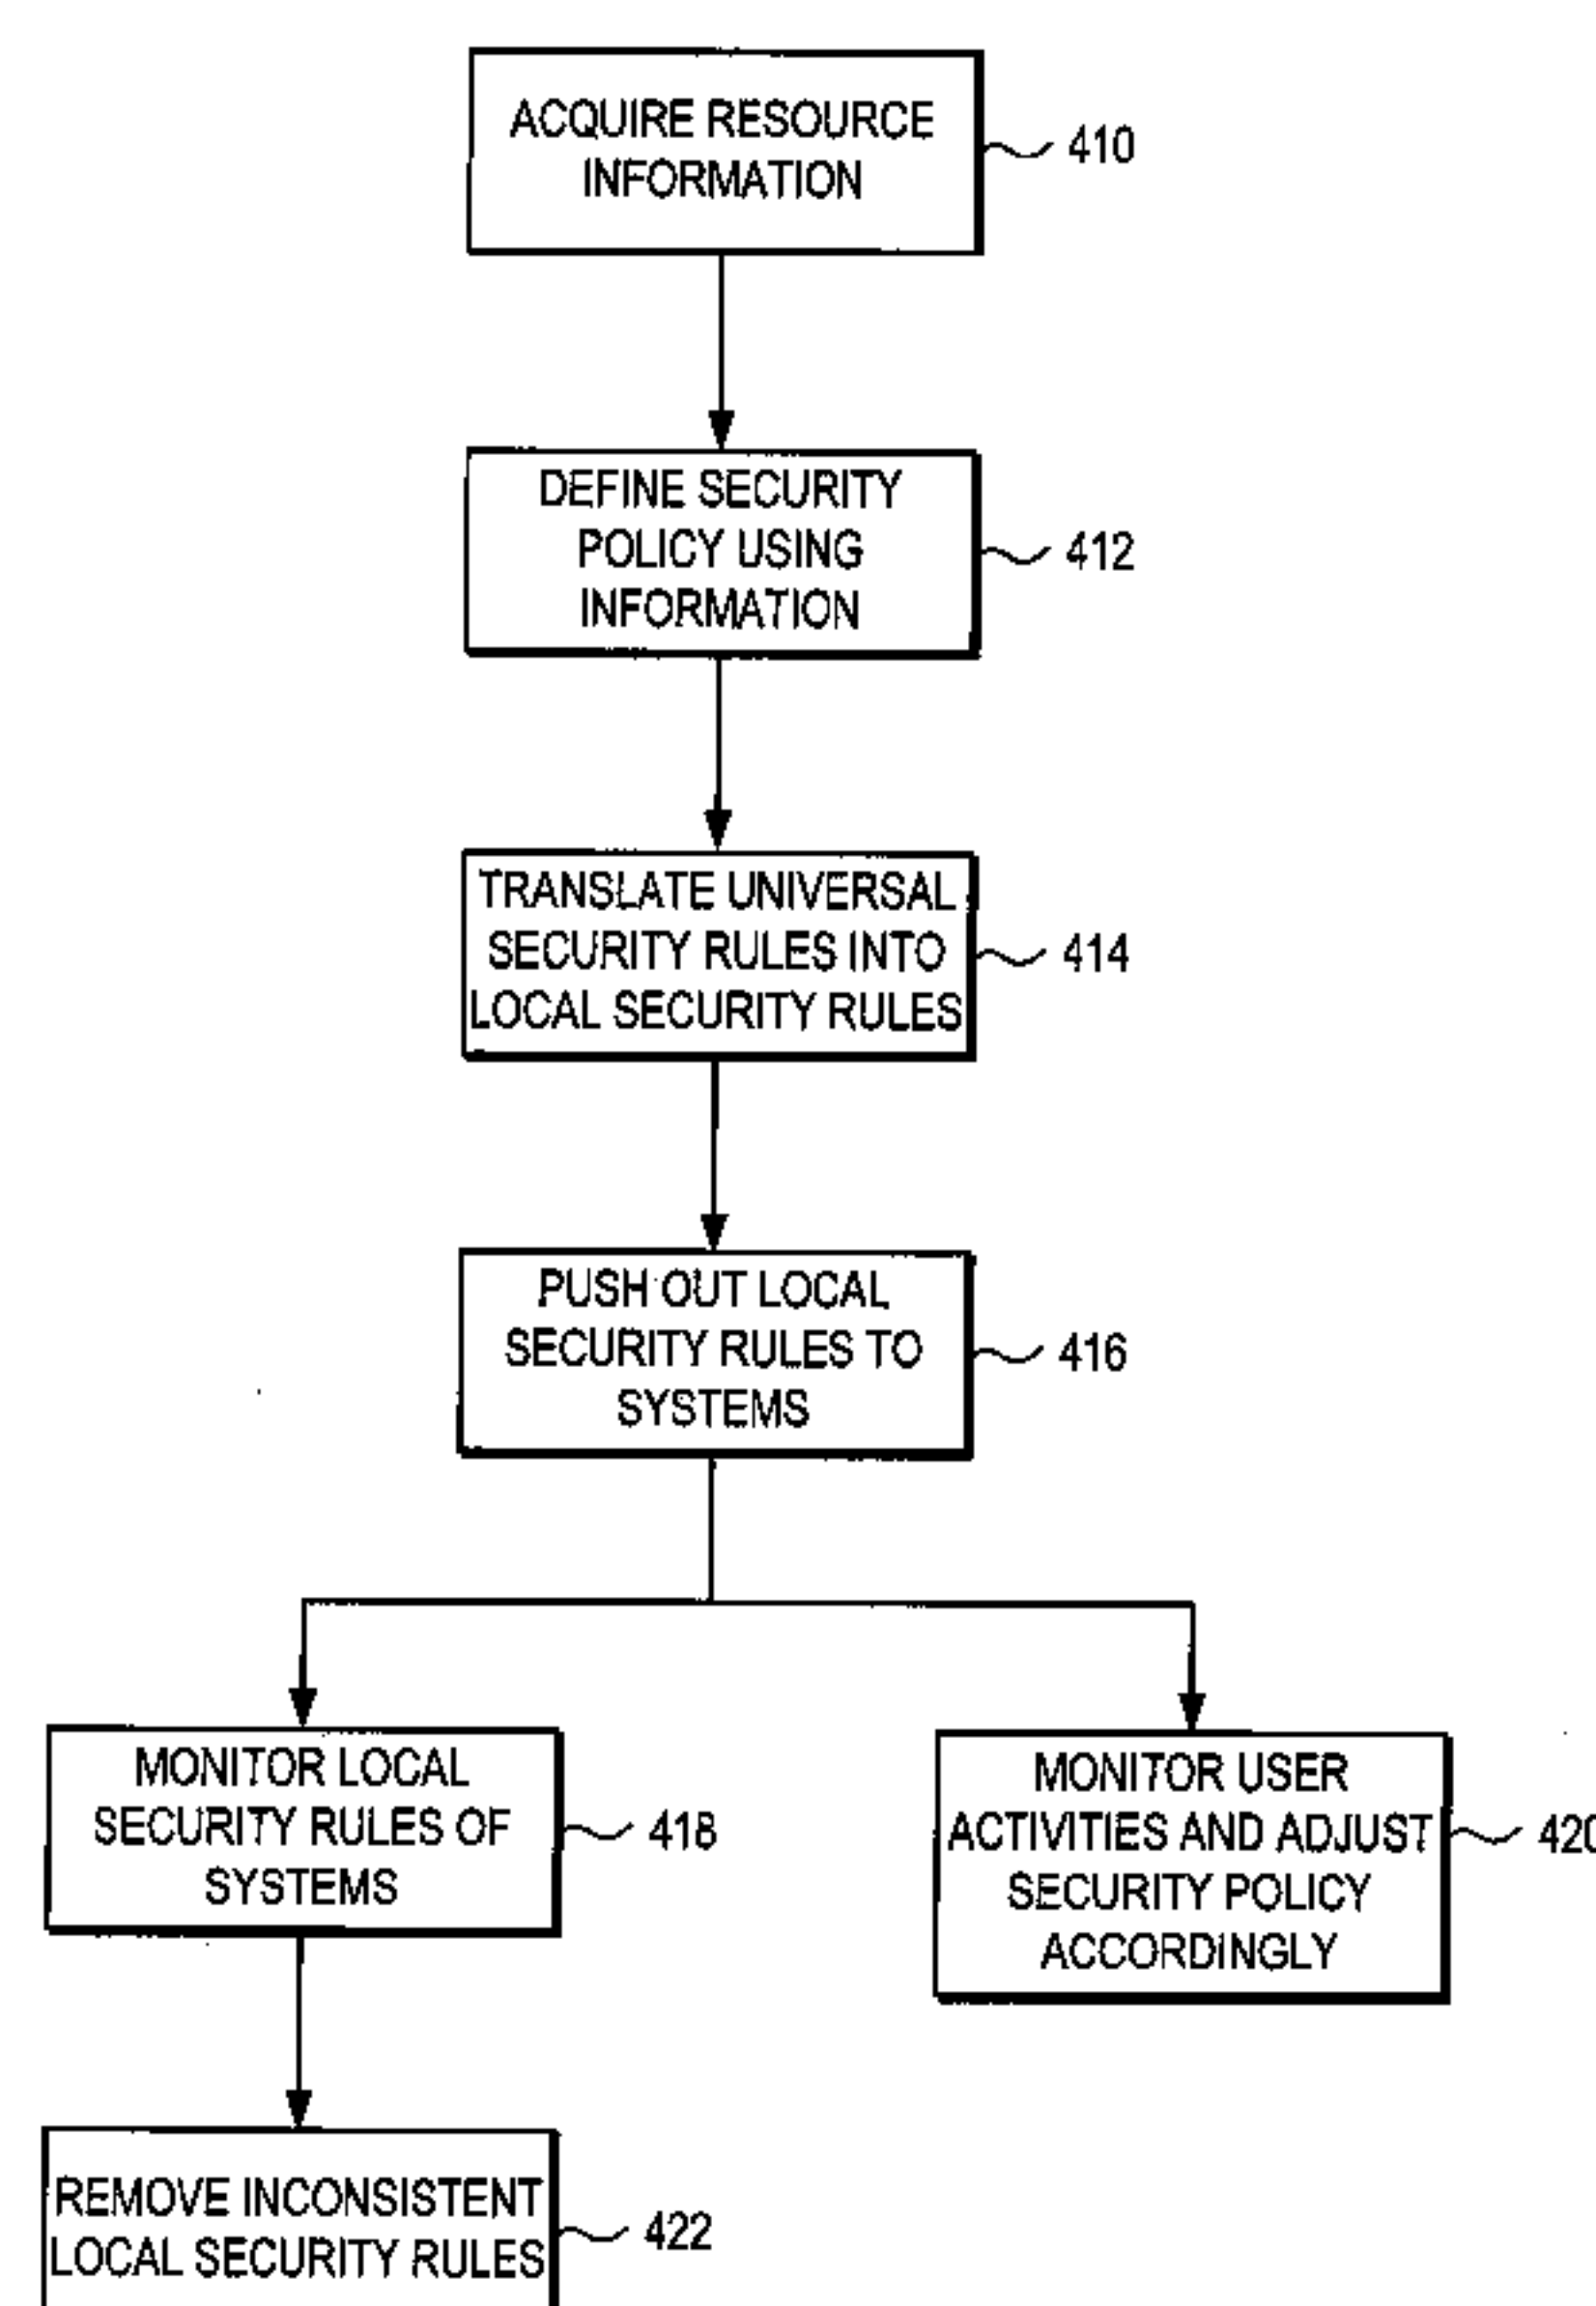 ACQUIRE RESOURCE
INFORMATION
410
DEFINE SECURITY
POLICY USING
INFORMATION
412
TRANSLATE UNIVERSAL
SECURITY RULES INTO
LOCAL SECURITY RULES
414
PUSH OUT LOCAL
SECURITY RULES TO
SYSTEMS
416
MONITOR LOCAL
SECURITY RULES OF
SYSTEMS
418
MONITOR USER
ACTIVITIES AND ADJUST
SECURITY POLICY
ACCORDINGLY
420
REMOVE INCONSISTENT
LOCAL SECURITY RULES
422